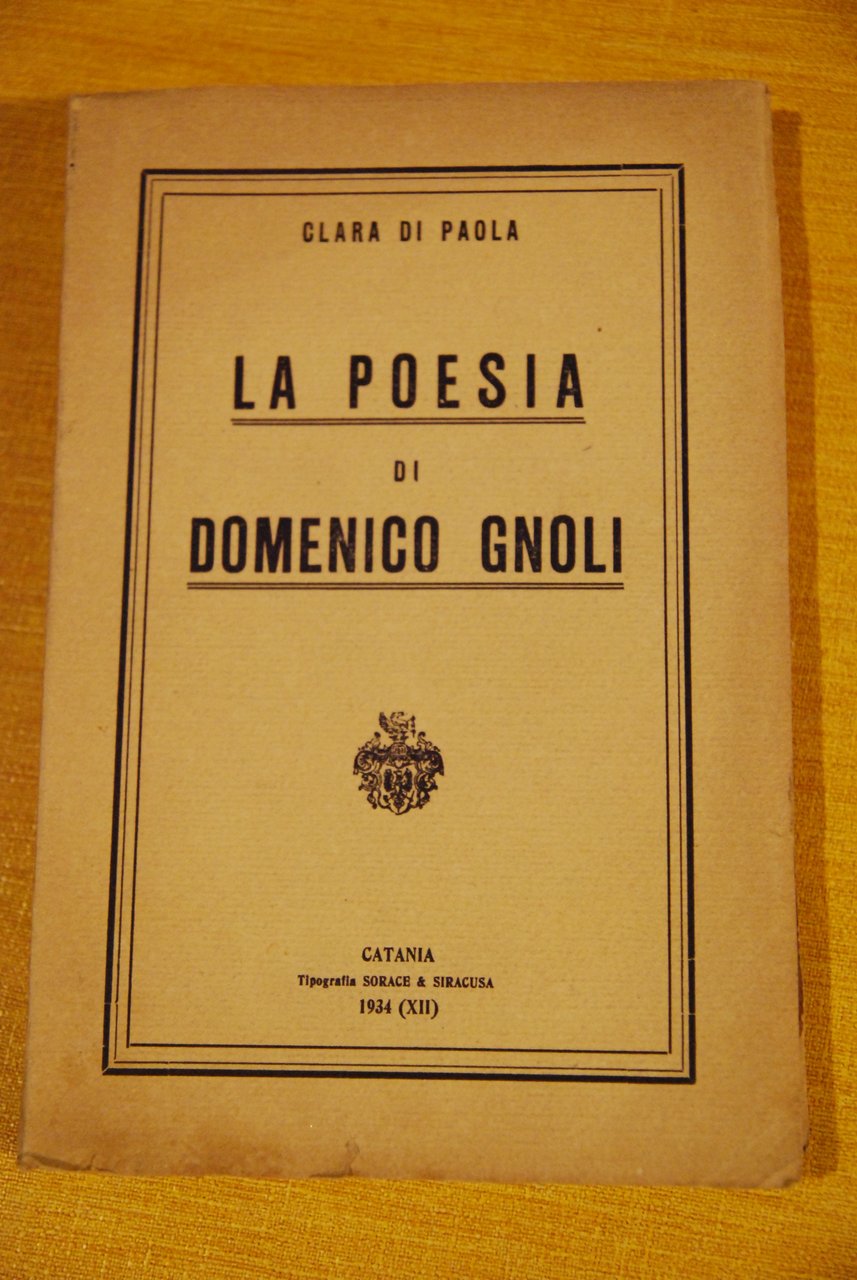 CLARA DI PAOLA
LA POESIA
DI
DOMENICO GNOLI
CATANIA
Tipografia SORACE & SIRACUSA
1934 (XII)